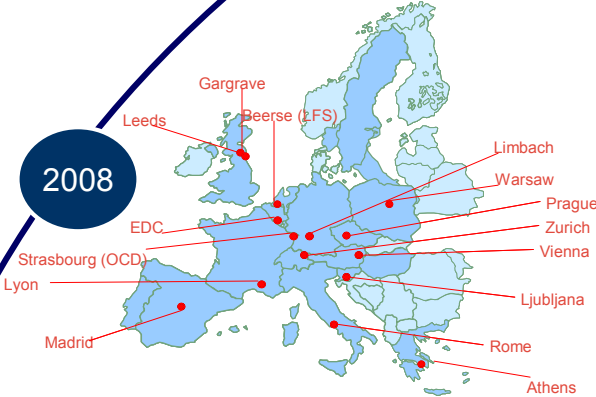 Gargrave
Beerse (LFS)
Leeds
Limbach
2008
Warsaw
Prague
EDC
Zurich
Strasbourg (OCD)
Vienna
Lyon
Ljubljana
Madrid
Rome
Athens